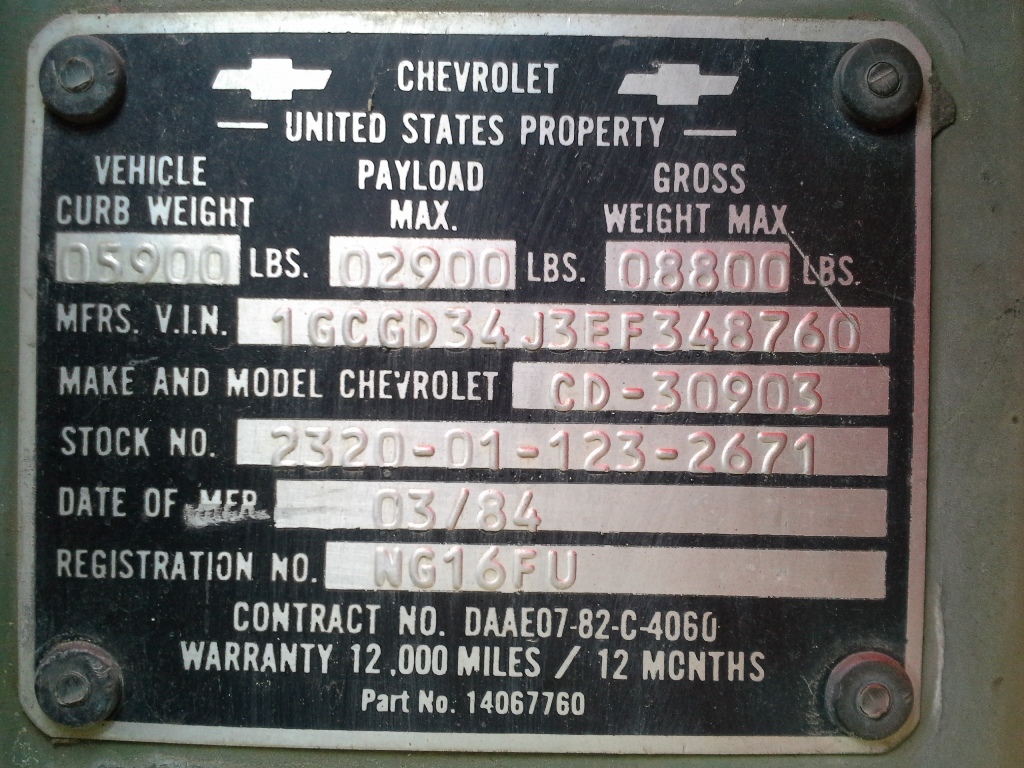 CHEVROLET
UNITED STATES PROPERTY
VEHICLE CURB WEIGHT
05900 LBS.
PAYLOAD MAX.
02900 LBS.
GROSS WEIGHT MAX
08800 LBS.
MFRS. V.I.N. 1GCGD34J3EF348760
MAKE AND MODEL CHEVROLET CD-30903
STOCK NO. 2320-01-123-2671
DATE OF MFR 03/84
REGISTRATION NO. NG16FU
CONTRACT NO. DAAE07-82-C-4060
WARRANTY 12,000 MILES / 12 MONTHS
Part No. 14067760